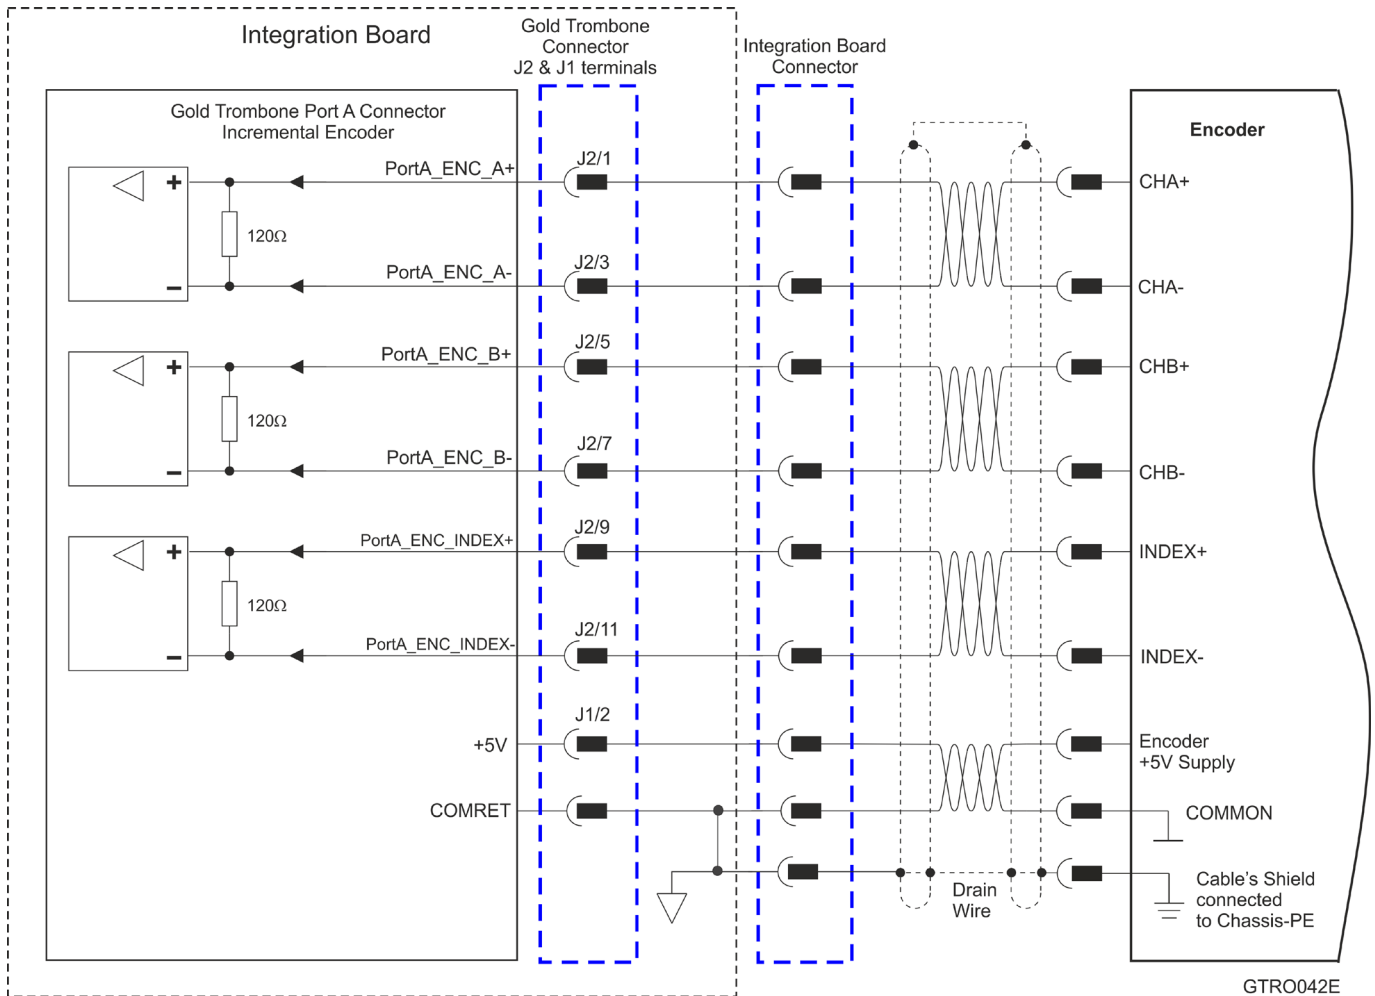 Integration Board
Gold Trombone
Connector
J2 & J1 terminals
Integration Board
Connector
Gold Trombone Port A Connector
Incremental Encoder
Encoder
PortA_ENC_A+
J2/1
CHA+
+
120Ω
PortA_ENC_A-
J2/3
CHA-
−
PortA_ENC_B+
J2/5
CHB+
+
120Ω
PortA_ENC_B-
J2/7
CHB-
−
PortA_ENC_INDEX+
J2/9
INDEX+
+
120Ω
PortA_ENC_INDEX-
J2/11
INDEX-
−
+5V
J1/2
Encoder
+5V Supply
COMRET
COMMON
Drain
Wire
Cable's Shield
connected
to Chassis-PE
GTRO042E